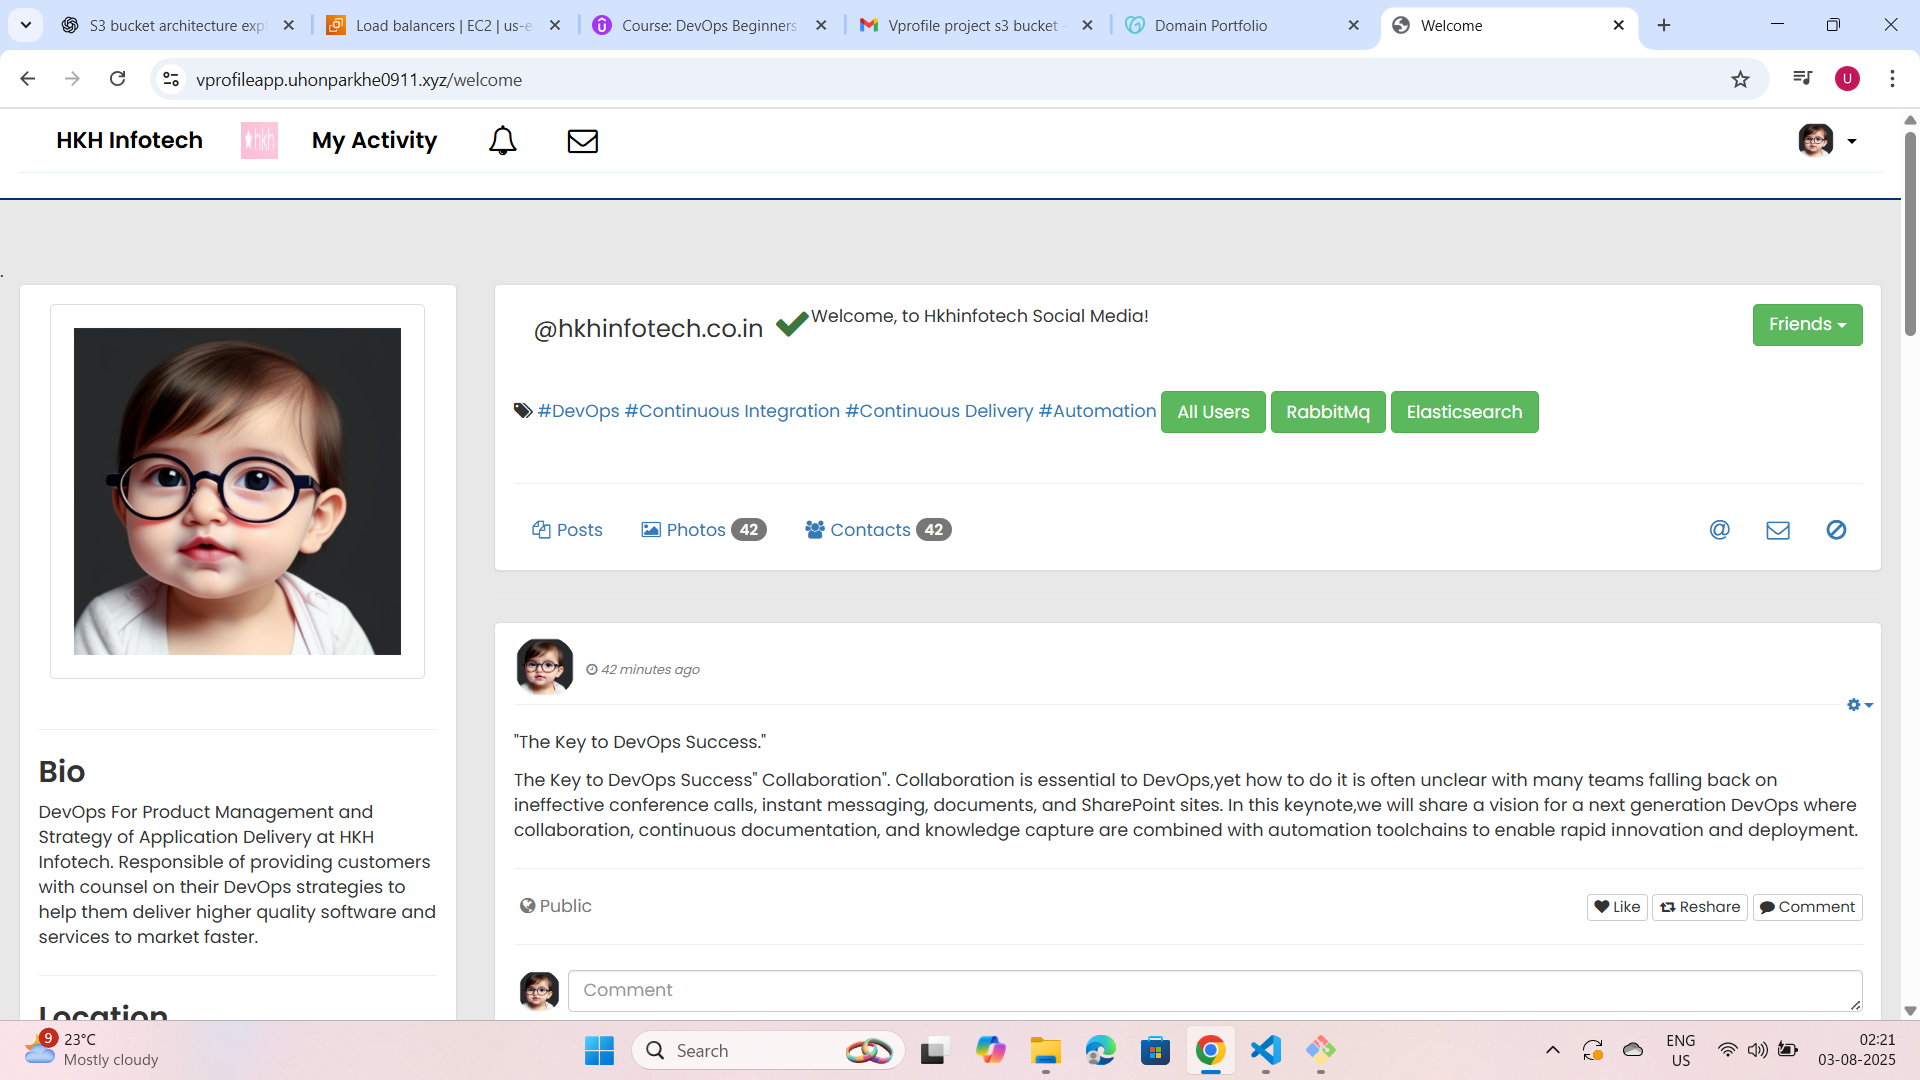 S3 bucket architecture expl
Load balancers | EC2 | us-e
Course: DevOps Beginners
Vprofile project s3 bucket -
Domain Portfolio
Welcome
vprofileapp.uhonparkhe0911.xyz/welcome
U
HKH Infotech
hkh
My Activity
@hkhinfotech.co.in
Welcome, to Hkhinfotech Social Media!
Friends
#DevOps #Continuous Integration #Continuous Delivery #Automation All Users RabbitMq Elasticsearch
Posts Photos 42 Contacts 42 @
42 minutes ago
"The Key to DevOps Success."
The Key to DevOps Success" Collaboration". Collaboration is essential to DevOps,yet how to do it is often unclear with many teams falling back on
ineffective conference calls, instant messaging, documents, and SharePoint sites. In this keynote,we will share a vision for a next generation DevOps where
collaboration, continuous documentation, and knowledge capture are combined with automation toolchains to enable rapid innovation and deployment.
Public
Like Reshare Comment
Comment
Bio
DevOps For Product Management and
Strategy of Application Delivery at HKH
Infotech. Responsible of providing customers
with counsel on their DevOps strategies to
help them deliver higher quality software and
services to market faster.
Location
9
23°C
Mostly cloudy
Search
ENG
US
02:21
03-08-2025